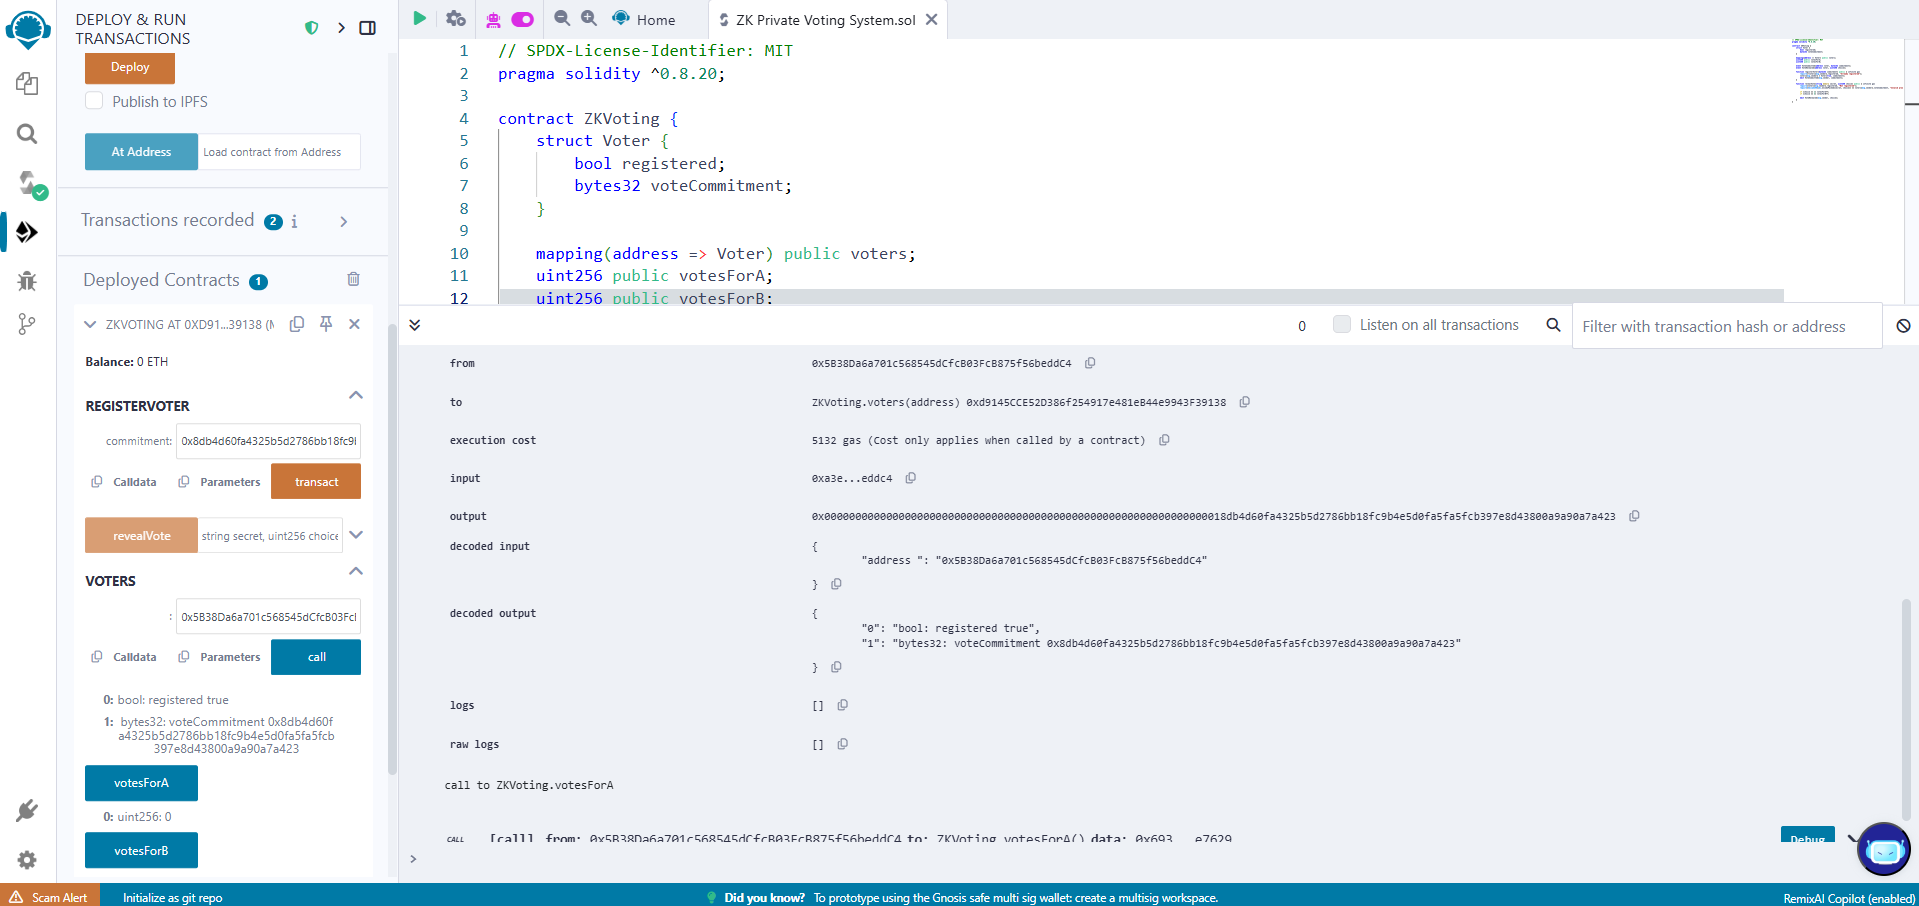 DEPLOY & RUN
TRANSACTIONS
Deploy
Publish to IPFS
At Address
Load contract from Address
Transactions recorded 2 i
Deployed Contracts 1
ZKVOTING AT 0XD91...39138 (M
Balance: 0 ETH
REGISTERVOTER
commitment: 0x8db4d60fa4325b5d2786bb18fc9
Calldata Parameters transact
revealVote string secret, uint256 choice
VOTERS
: 0x5B38Da6a701c568545dCfcB03Fc
Calldata Parameters call
0: bool: registered true
1: bytes32: voteCommitment 0x8db4d60f
a4325b5d2786bb18fc9b4e5d0fa5fa5fcb
397e8d43800a9a90a7a423
votesForA
0: uint256: 0
votesForB
Home
ZK Private Voting System.sol
1 // SPDX-License-Identifier: MIT
2 pragma solidity ^0.8.20;
3
4 contract ZKVoting {
5 struct Voter {
6 bool registered;
7 bytes32 voteCommitment;
8 }
9
10 mapping(address => Voter) public voters;
11 uint256 public votesForA;
12 uint256 public votesForB;
0 Listen on all transactions Filter with transaction hash or address
from 0x5B38Da6a701c568545dCfcB03FcB875f56beddC4
to ZKVoting.voters(address) 0xd9145CCE52D386f254917e481eB44e9943F39138
execution cost 5132 gas (Cost only applies when called by a contract)
input 0xa3e...eddc4
output 0x00000000000000000000000000000000000000000000000000000000000000018db4d60fa4325b5d2786bb18fc9b4e5d0fa5fa5fcb397e8d43800a9a90a7a423
decoded input {
"address ": "0x5B38Da6a701c568545dCfcB03FcB875f56beddC4"
}
decoded output {
"0": "bool: registered true",
"1": "bytes32: voteCommitment 0x8db4d60fa4325b5d2786bb18fc9b4e5d0fa5fa5fcb397e8d43800a9a90a7a423"
}
logs []
raw logs []
call to ZKVoting.votesForA
CALL [call] from: 0x5B38Da6a701c568545dCfcB03FcB875f56beddC4 to: ZKVoting.votesForA() data: 0x693...e7629
Debug
>
Scam Alert
Initialize as git repo
Did you know? To prototype using the Gnosis safe multi sig wallet: create a multisig workspace.
RemixAI Copilot (enabled)